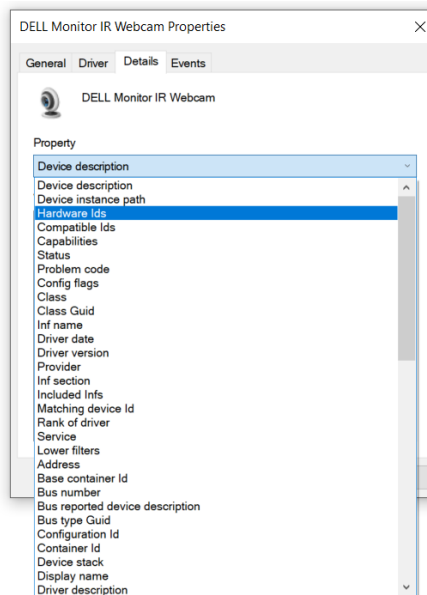 DELL Monitor IR Webcam Properties
General Driver Details Events
DELL Monitor IR Webcam
Property
Device description
Device description
Device instance path
Hardware Ids
Compatible Ids
Capabilities
Status
Problem code
Config flags
Class
Class Guid
Inf name
Driver date
Driver version
Provider
Inf section
Included Infs
Matching device Id
Rank of driver
Service
Lower filters
Address
Base container Id
Bus number
Bus reported device description
Bus type Guid
Configuration Id
Container Id
Device stack
Display name
Driver description